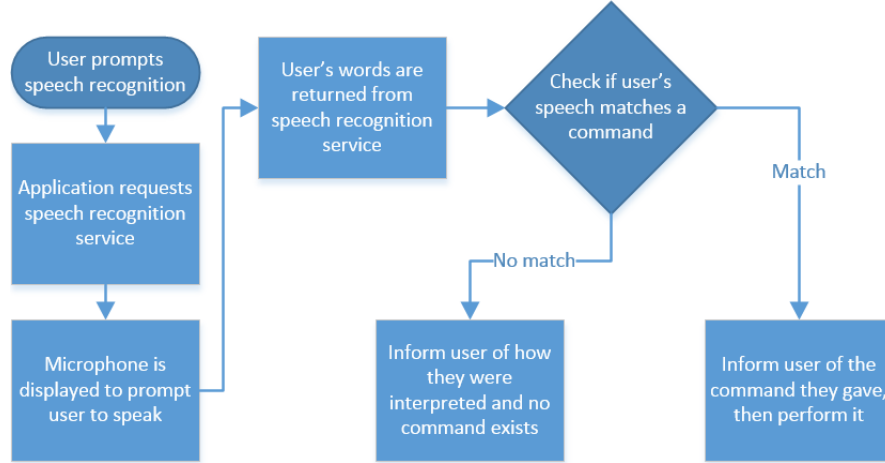 User prompts
speech recognition
Application requests
speech recognition
service
Microphone is
displayed to prompt
user to speak
User's words are
returned from
speech recognition
service
Check if user's
speech matches a
command
No match
Match
Inform user of how
they were
interpreted and no
command exists
Inform user of the
command they gave,
then perform it